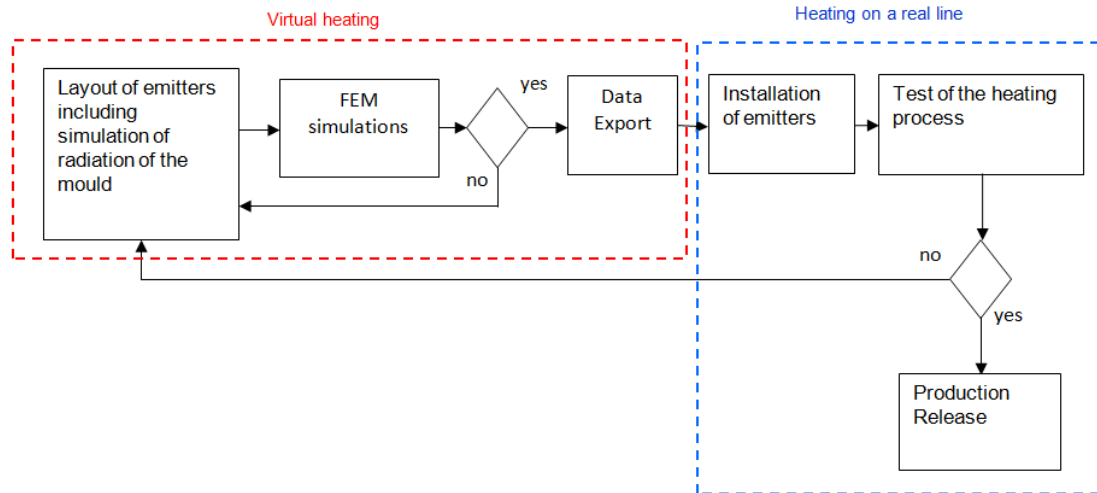 Virtual heating
Heating on a real line
Layout of emitters
including
simulation of
radiation of the
mould
FEM
simulations
yes
no
Data
Export
Installation
of emitters
Test of the heating
process
no
yes
Production
Release